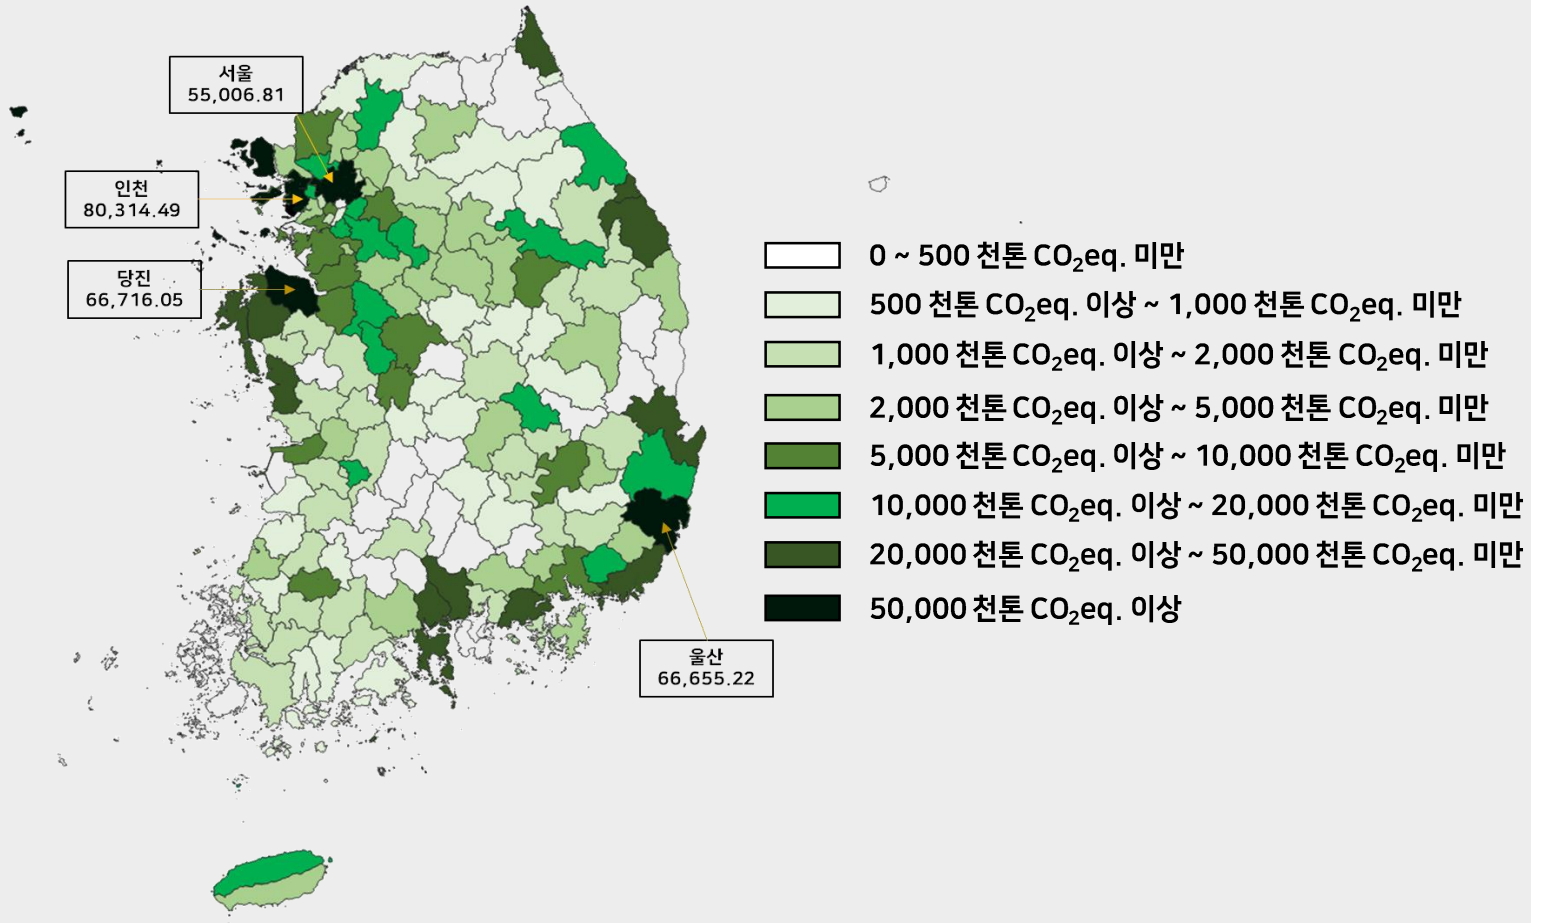 서울
55,006.81
인천
80,314.49
당진
66,716.05
울산
66,655.22
0 ~ 500 천톤 CO₂eq. 미만
500 천톤 CO₂eq. 이상 ~ 1,000 천톤 CO₂eq. 미만
1,000 천톤 CO₂eq. 이상 ~ 2,000 천톤 CO₂eq. 미만
2,000 천톤 CO₂eq. 이상 ~ 5,000 천톤 CO₂eq. 미만
5,000 천톤 CO₂eq. 이상 ~ 10,000 천톤 CO₂eq. 미만
10,000 천톤 CO₂eq. 이상 ~ 20,000 천톤 CO₂eq. 미만
20,000 천톤 CO₂eq. 이상 ~ 50,000 천톤 CO₂eq. 미만
50,000 천톤 CO₂eq. 이상